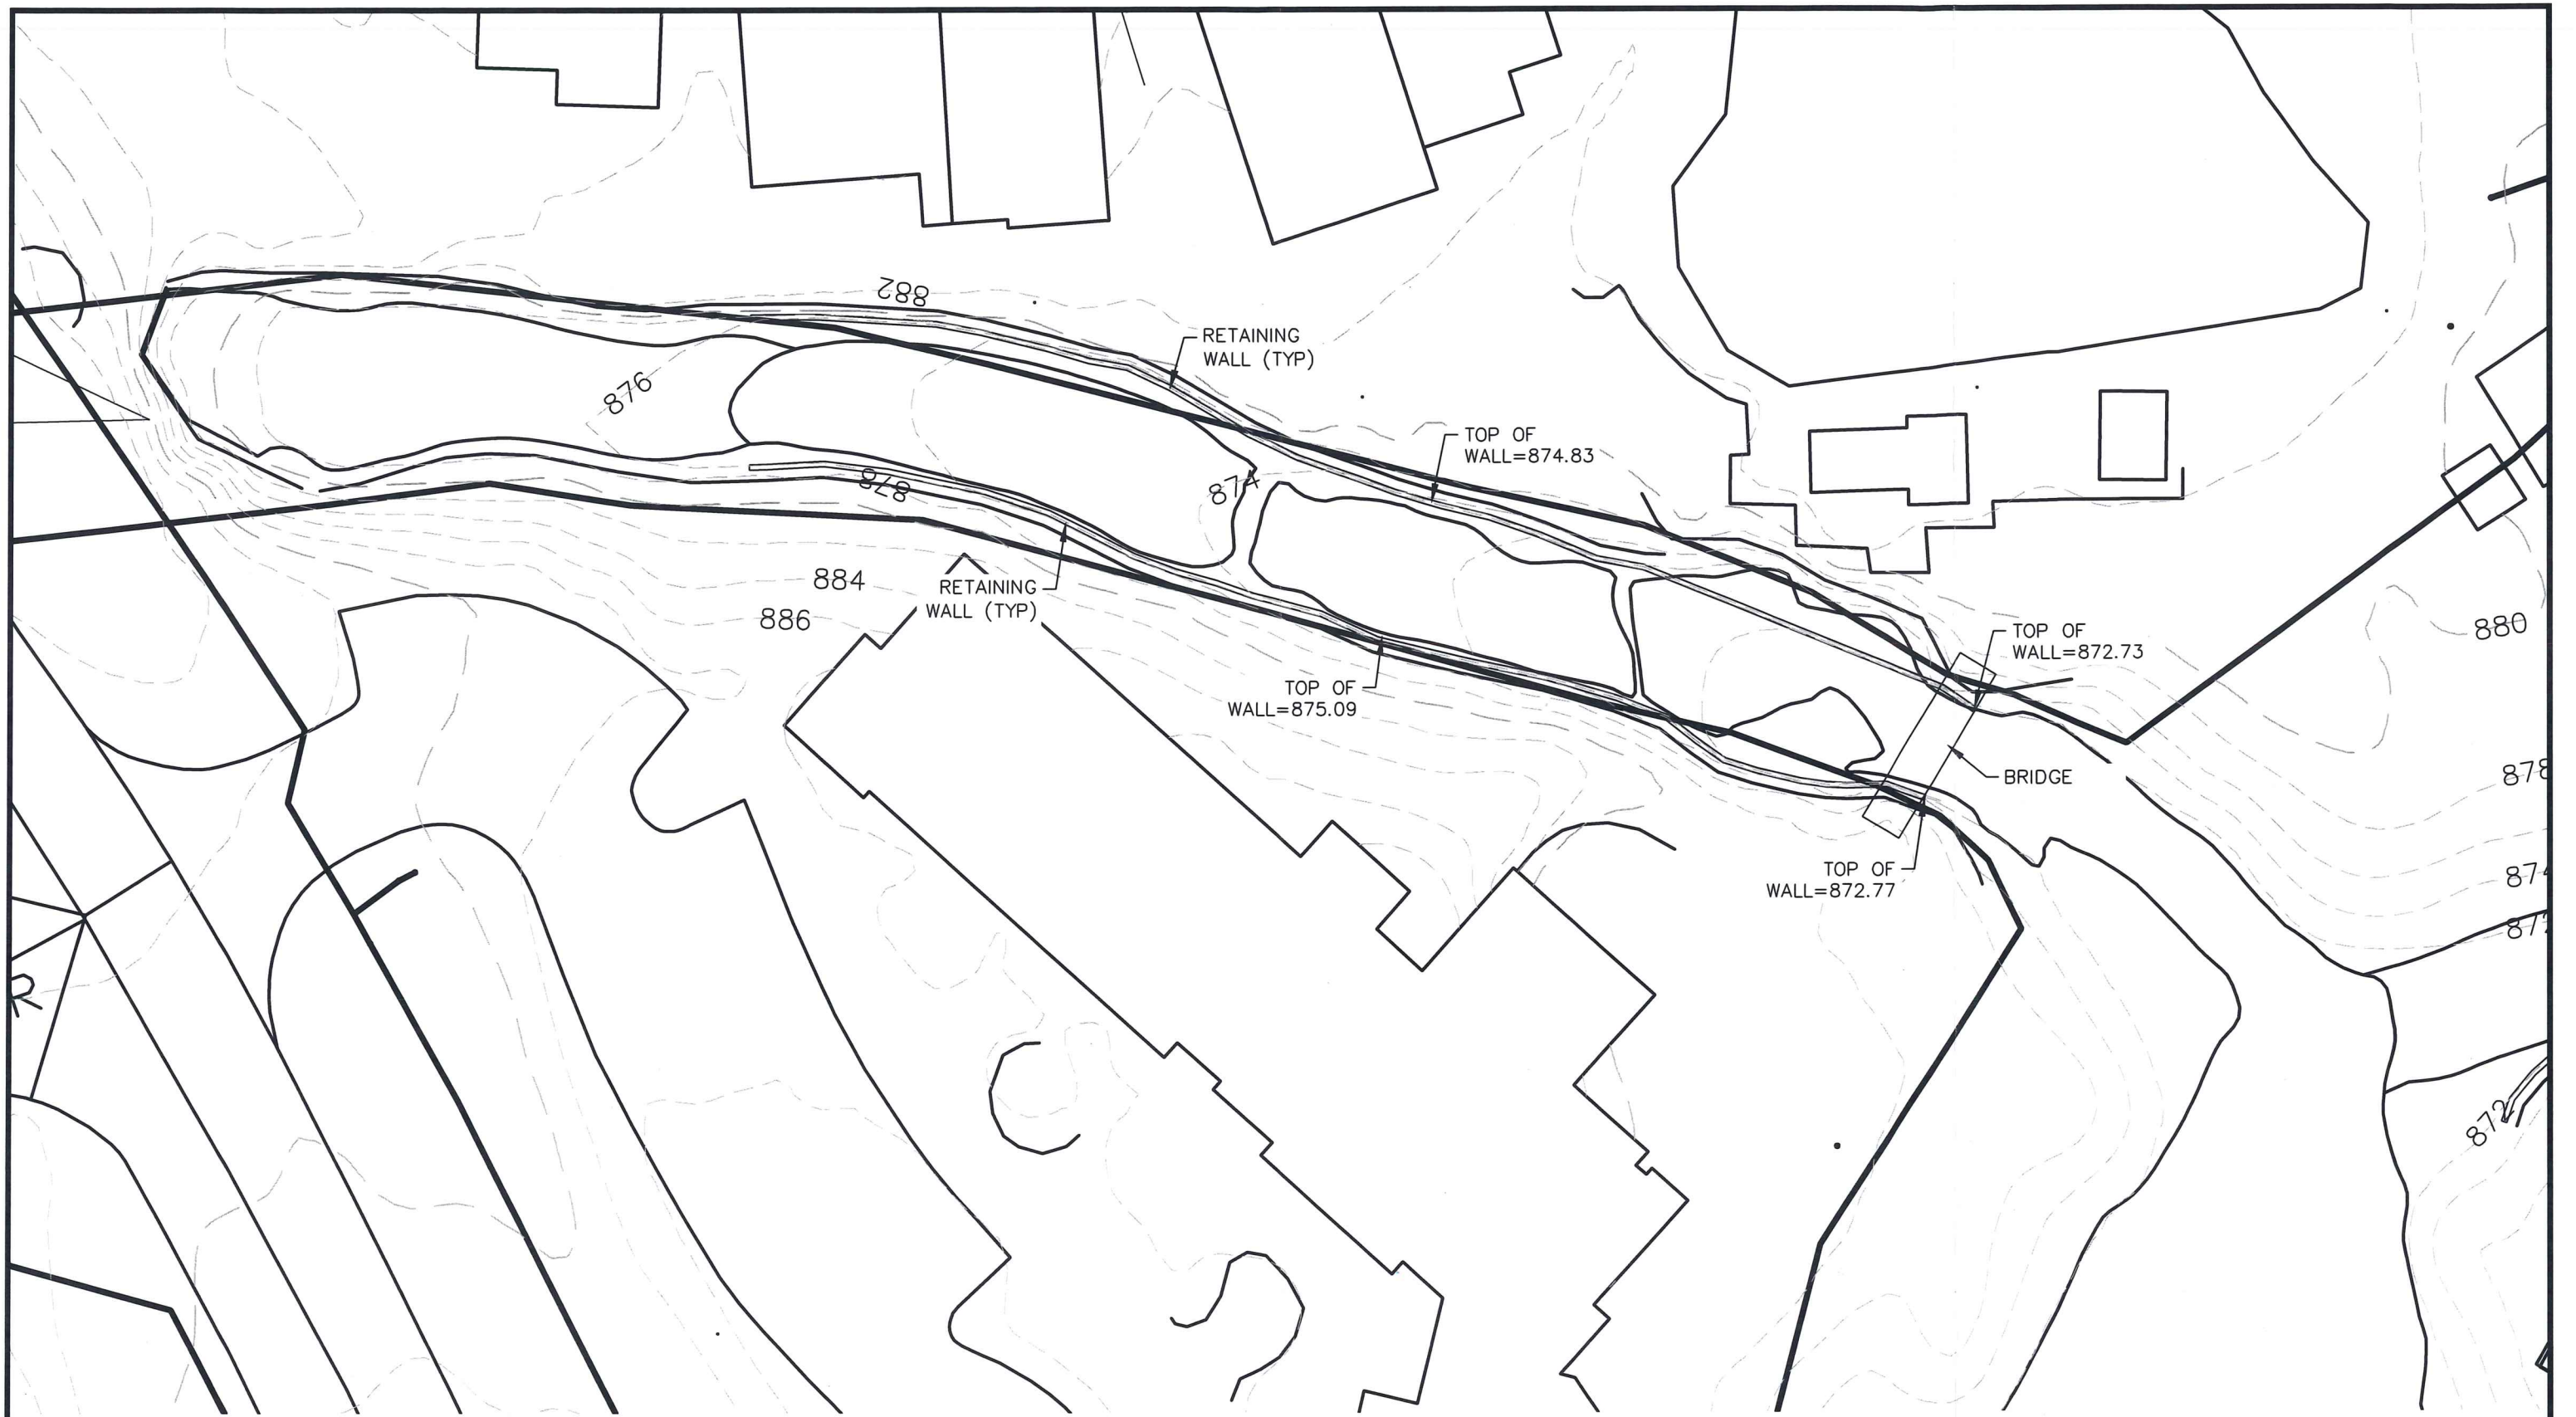 882
RETAINING
WALL (TYP)
876
TOP OF
WALL=874.83
878
874
884
RETAINING
WALL (TYP)
886
880
TOP OF
WALL=872.73
TOP OF
WALL=875.09
BRIDGE
878
TOP OF
WALL=872.77
874
872
R
872